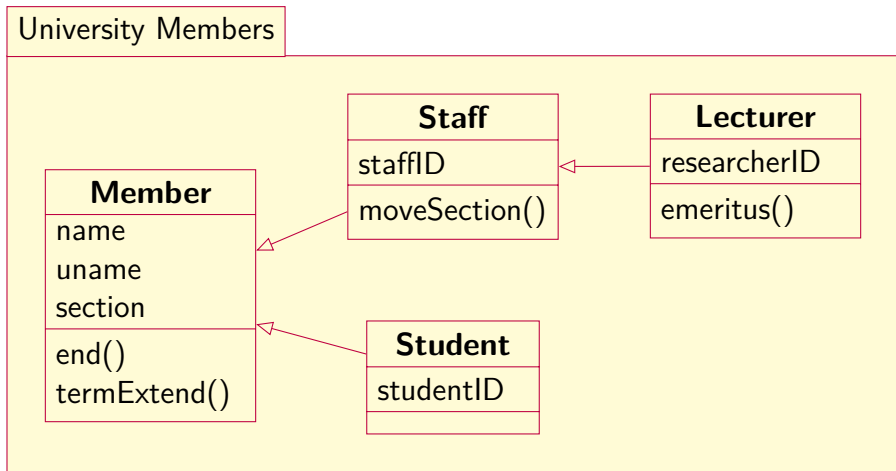 University Members
Staff
staffID
moveSection()
Lecturer
researcherID
emeritus()
Member
name
uname
section
end()
termExtend()
Student
studentID